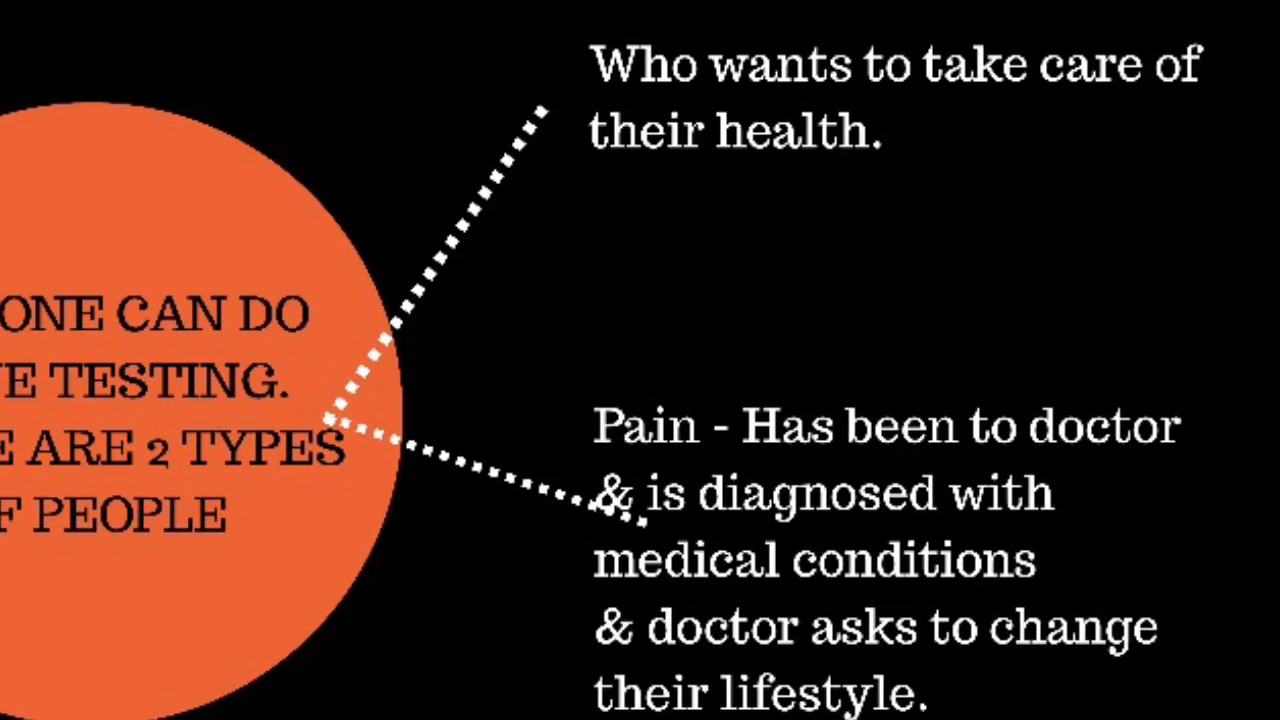 ONE CAN DO
E TESTING.
E ARE 2 TYPES
F PEOPLE
Who wants to take care of
their health.
Pain - Has been to doctor
& is diagnosed with
medical conditions
& doctor asks to change
their lifestyle.